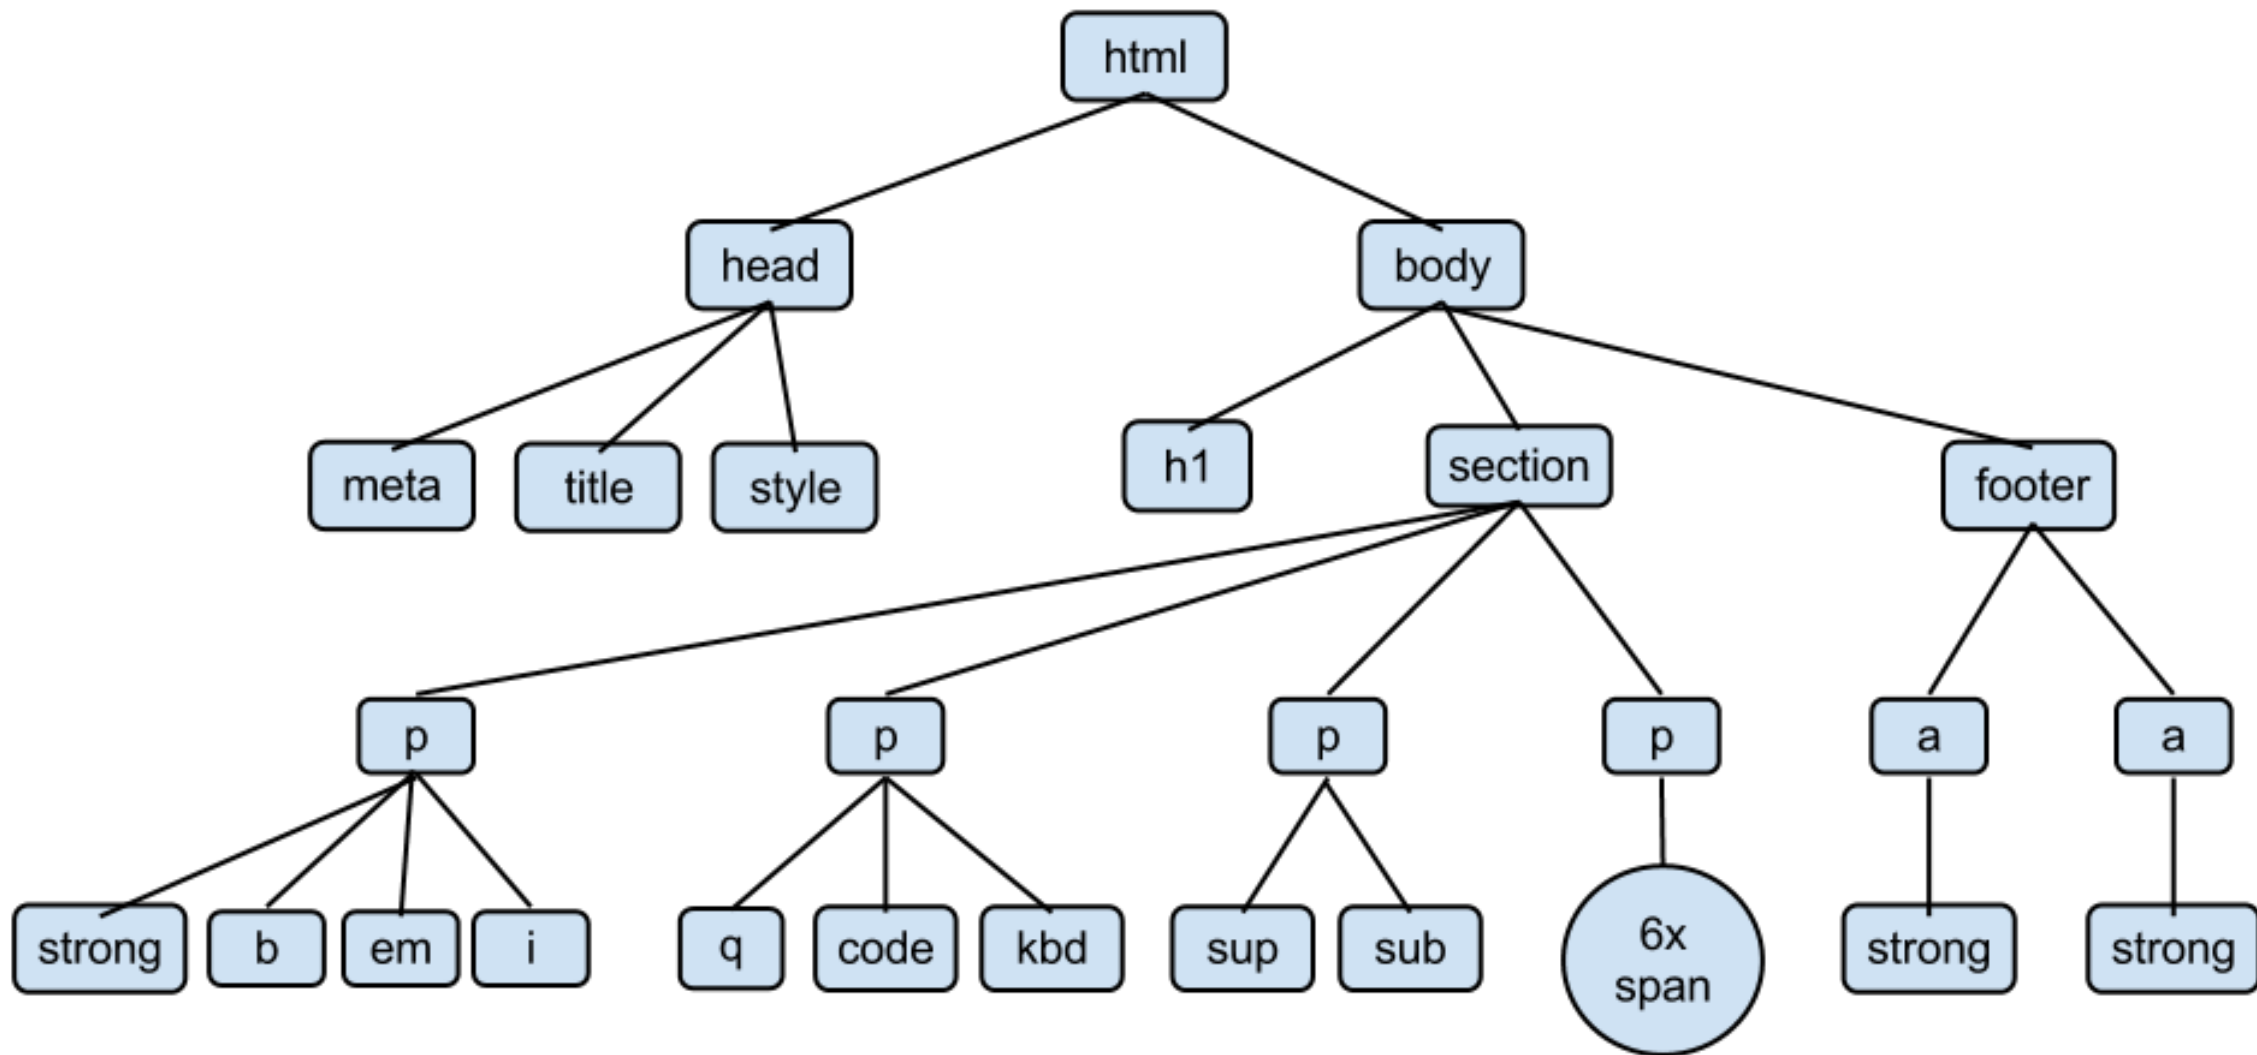 html
head
body
meta
title
style
h1
section
footer
p
p
p
p
a
a
strong
b
em
i
q
code
kbd
sup
sub
6x
span
strong
strong